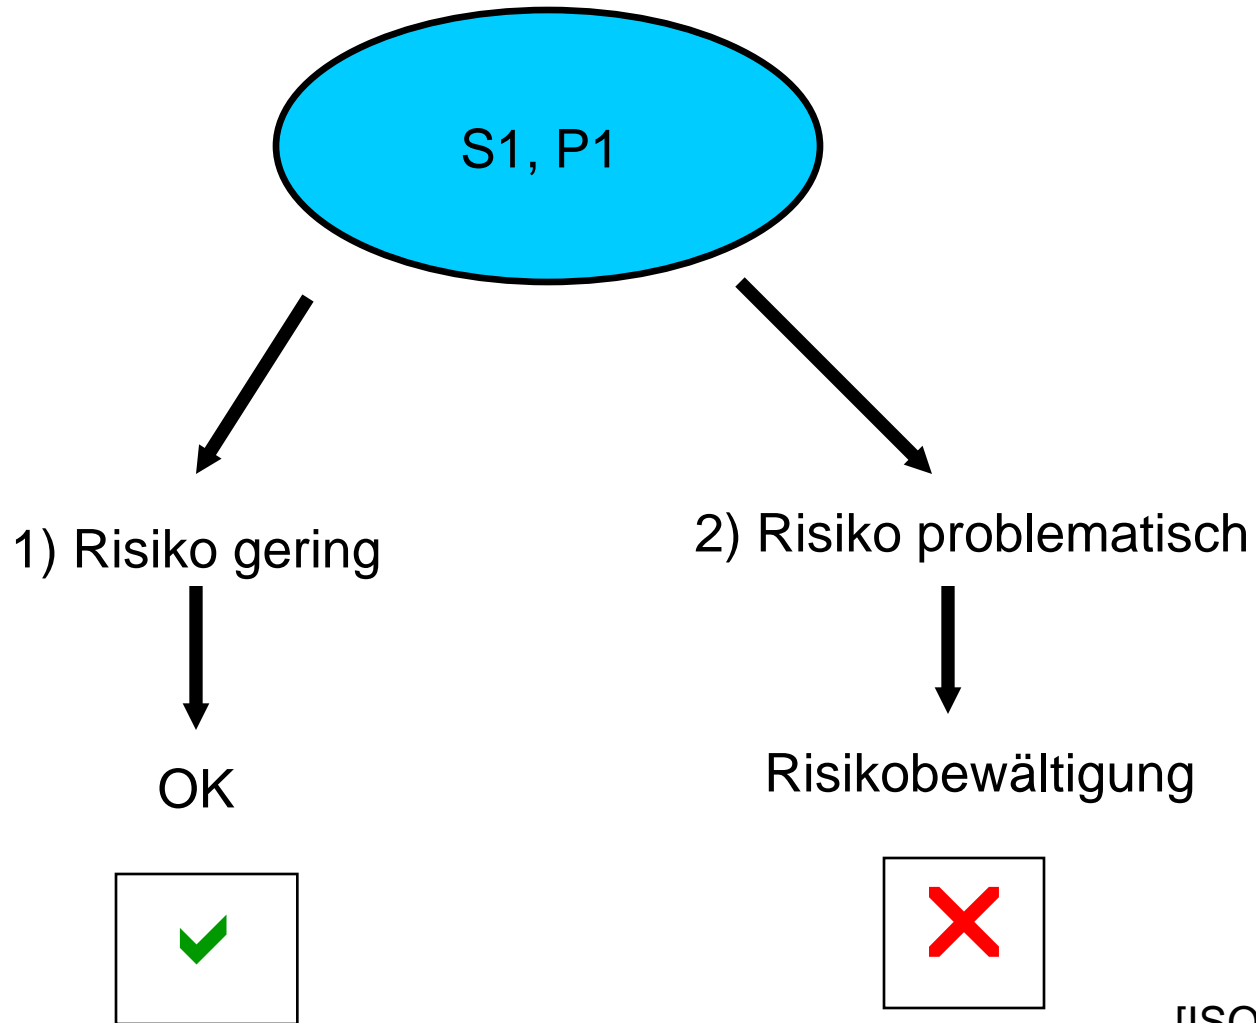 S1, P1
1) Risiko gering
2) Risiko problematisch
OK
Risikobewältigung